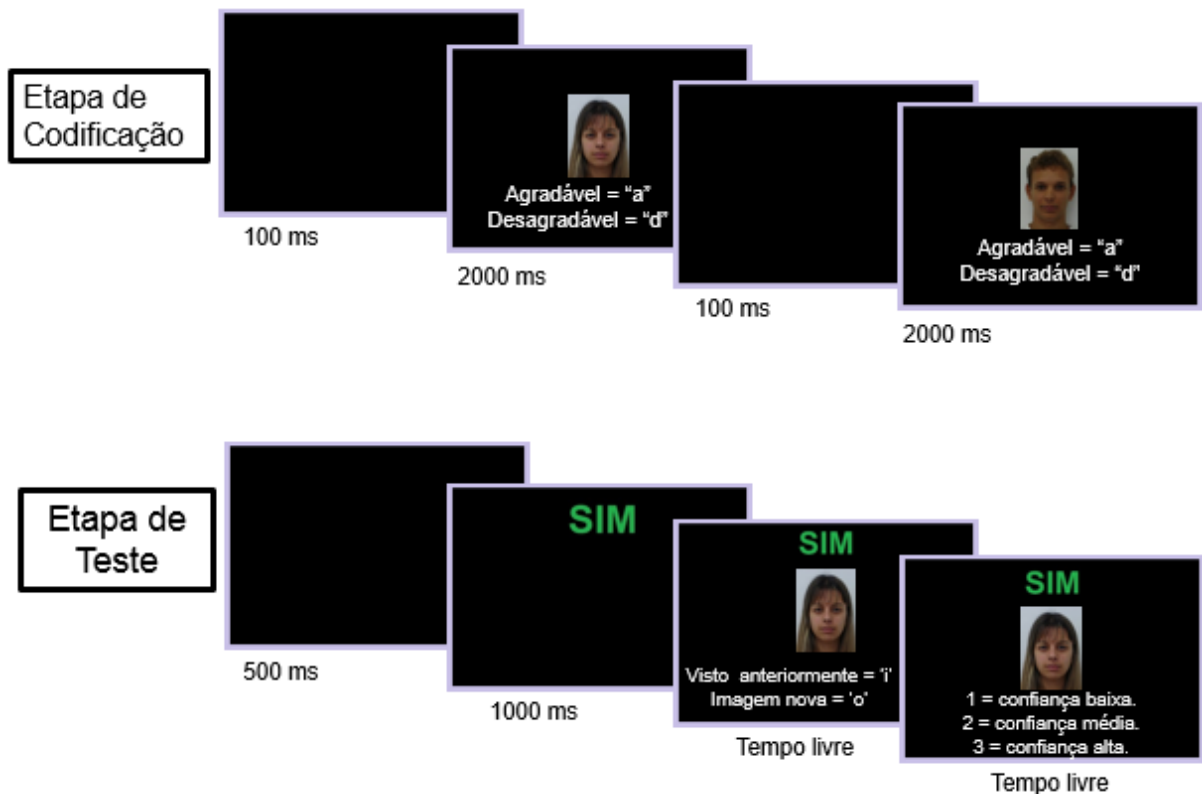 Etapa de
Codificação
100 ms
Agradável = “a”
Desagradável = “d”
2000 ms
100 ms
Agradável = “a”
Desagradável = “d”
2000 ms
Etapa de
Teste
500 ms
SIM
1000 ms
SIM
Visto anteriormente = 'i'
Imagem nova = 'o'
Tempo livre
SIM
1 = confiança baixa.
2 = confiança média.
3 = confiança alta.
Tempo livre